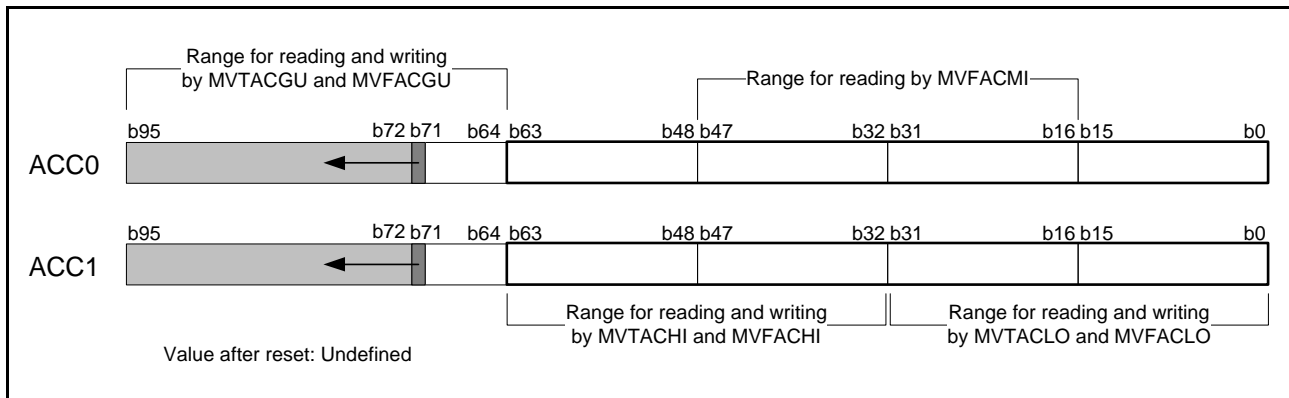 Range for reading and writing
by MVTACGU and MVFACGU
Range for reading by MVFACMI
b95 b72 b71 b64 b63 b48 b47 b32 b31 b16 b15 b0
ACC0
b95 b72 b71 b64 b63 b48 b47 b32 b31 b16 b15 b0
ACC1
Range for reading and writing
by MVTACHI and MVFACHI
Range for reading and writing
by MVTACLO and MVFACLO
Value after reset: Undefined